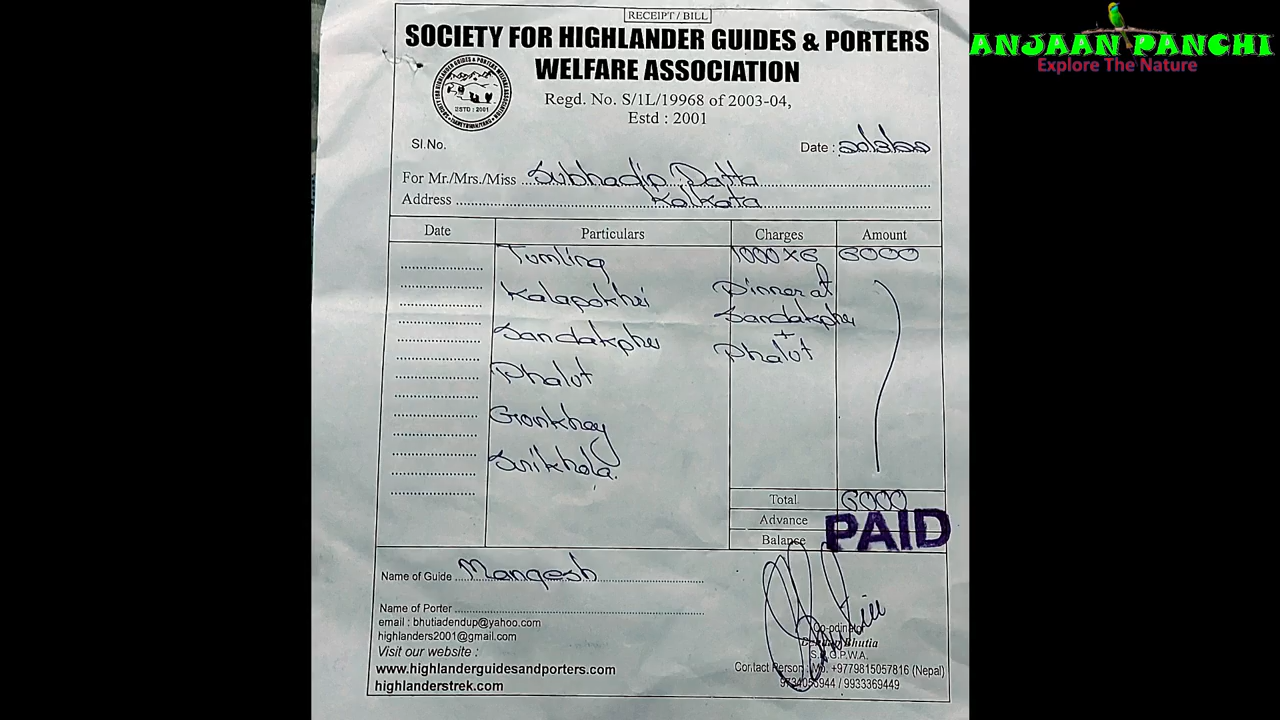 RECEIPT / BILL
ANJAAN PANCHI
Explore The Nature
SOCIETY FOR HIGHLANDER GUIDES & PORTERS
WELFARE ASSOCIATION
Regd. No. S/1L/19968 of 2003-04,
Estd : 2001
ESTD : 2001
Sl.No.
Date :
For Mr./Mrs./Miss Subhadip Datta
Address Kolkata
Date Particulars Charges Amount
Tumling 1000 X 6 6000
Kalapokhri Dinner at
Sandakphu Sandakphu
+
Phalut Phalut
Gorkhey
Srikhola.
Total 6000
Advance
PAID
Balance
Name of Guide Mangesh
Name of Porter
email : bhutiadendup@yahoo.com
highlanders2001@gmail.com
Visit our website :
www.highlanderguidesandporters.com
highlanderstrek.com
Bhutia
Contact Person : Mo. +9779815057816 (Nepal)
/ 9933369449